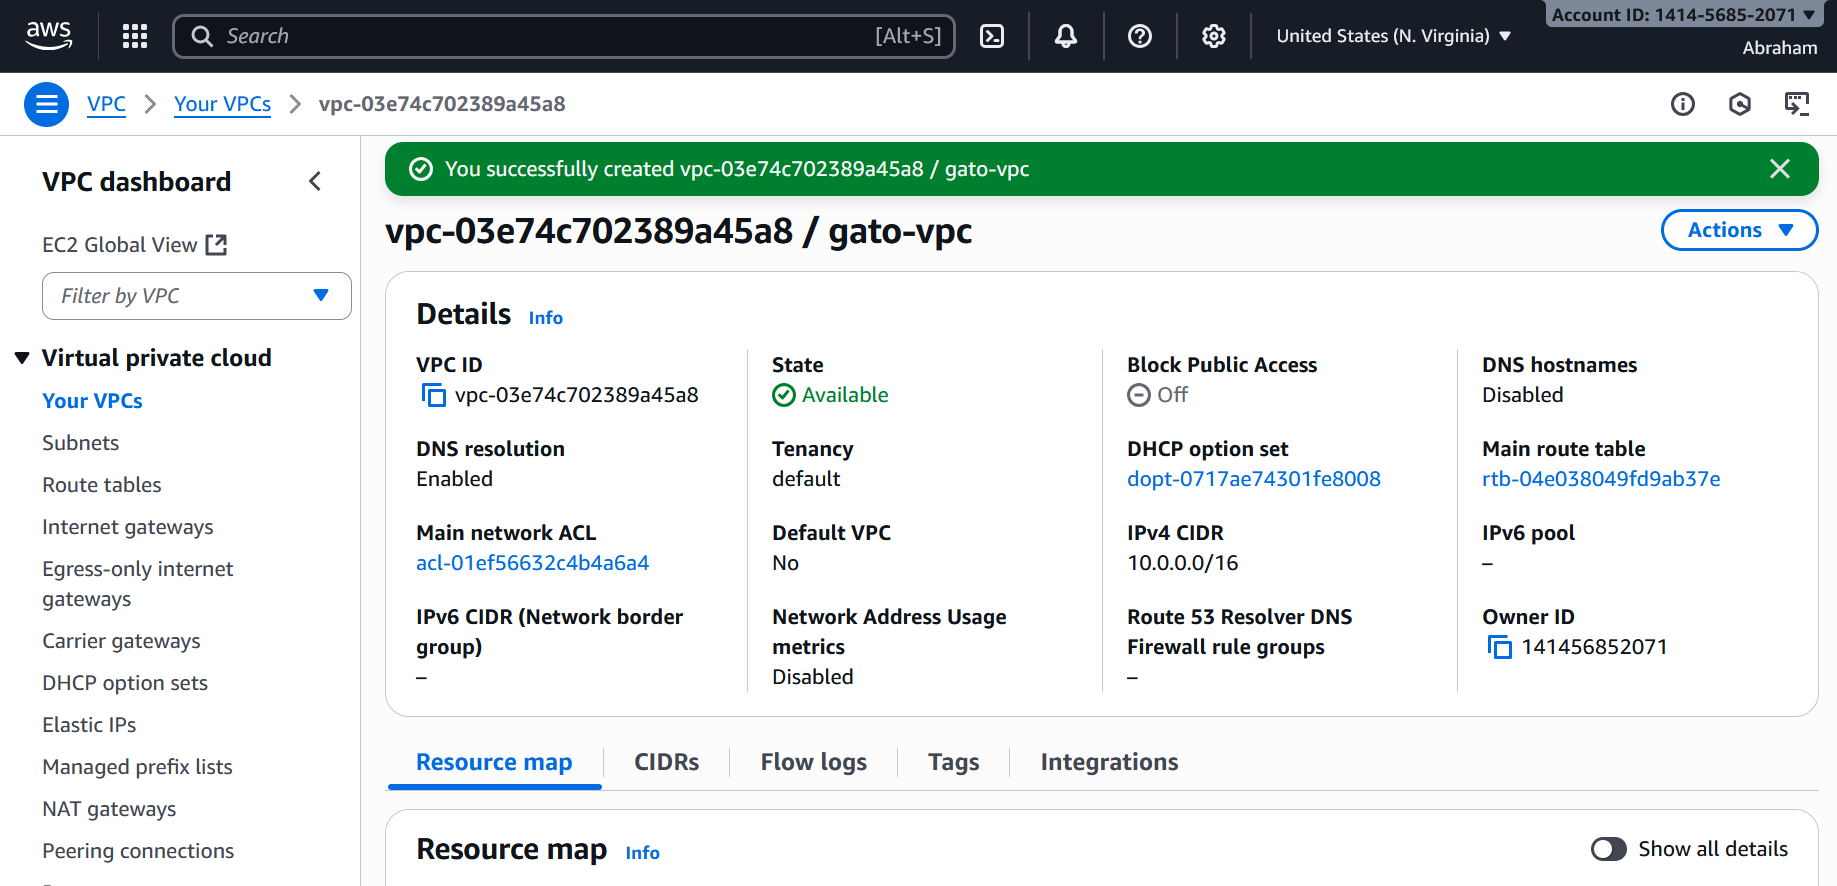 aws
Search
[Alt+S]
United States (N. Virginia)
Account ID: 1414-5685-2071
Abraham
VPC
Your VPCs
vpc-03e74c702389a45a8
VPC dashboard
EC2 Global View
Filter by VPC
Virtual private cloud
Your VPCs
Subnets
Route tables
Internet gateways
Egress-only internet
gateways
Carrier gateways
DHCP option sets
Elastic IPs
Managed prefix lists
NAT gateways
Peering connections
You successfully created vpc-03e74c702389a45a8 / gato-vpc
vpc-03e74c702389a45a8 / gato-vpc
Actions
Details Info
VPC ID
vpc-03e74c702389a45a8
State
Available
Block Public Access
Off
DNS hostnames
Disabled
DNS resolution
Enabled
Tenancy
default
DHCP option set
dopt-0717ae74301fe8008
Main route table
rtb-04e038049fd9ab37e
Main network ACL
acl-01ef56632c4b4a6a4
Default VPC
No
IPv4 CIDR
10.0.0.0/16
IPv6 pool
–
IPv6 CIDR (Network border
group)
–
Network Address Usage
metrics
Disabled
Route 53 Resolver DNS
Firewall rule groups
–
Owner ID
141456852071
Resource map
CIDRs
Flow logs
Tags
Integrations
Resource map Info
Show all details